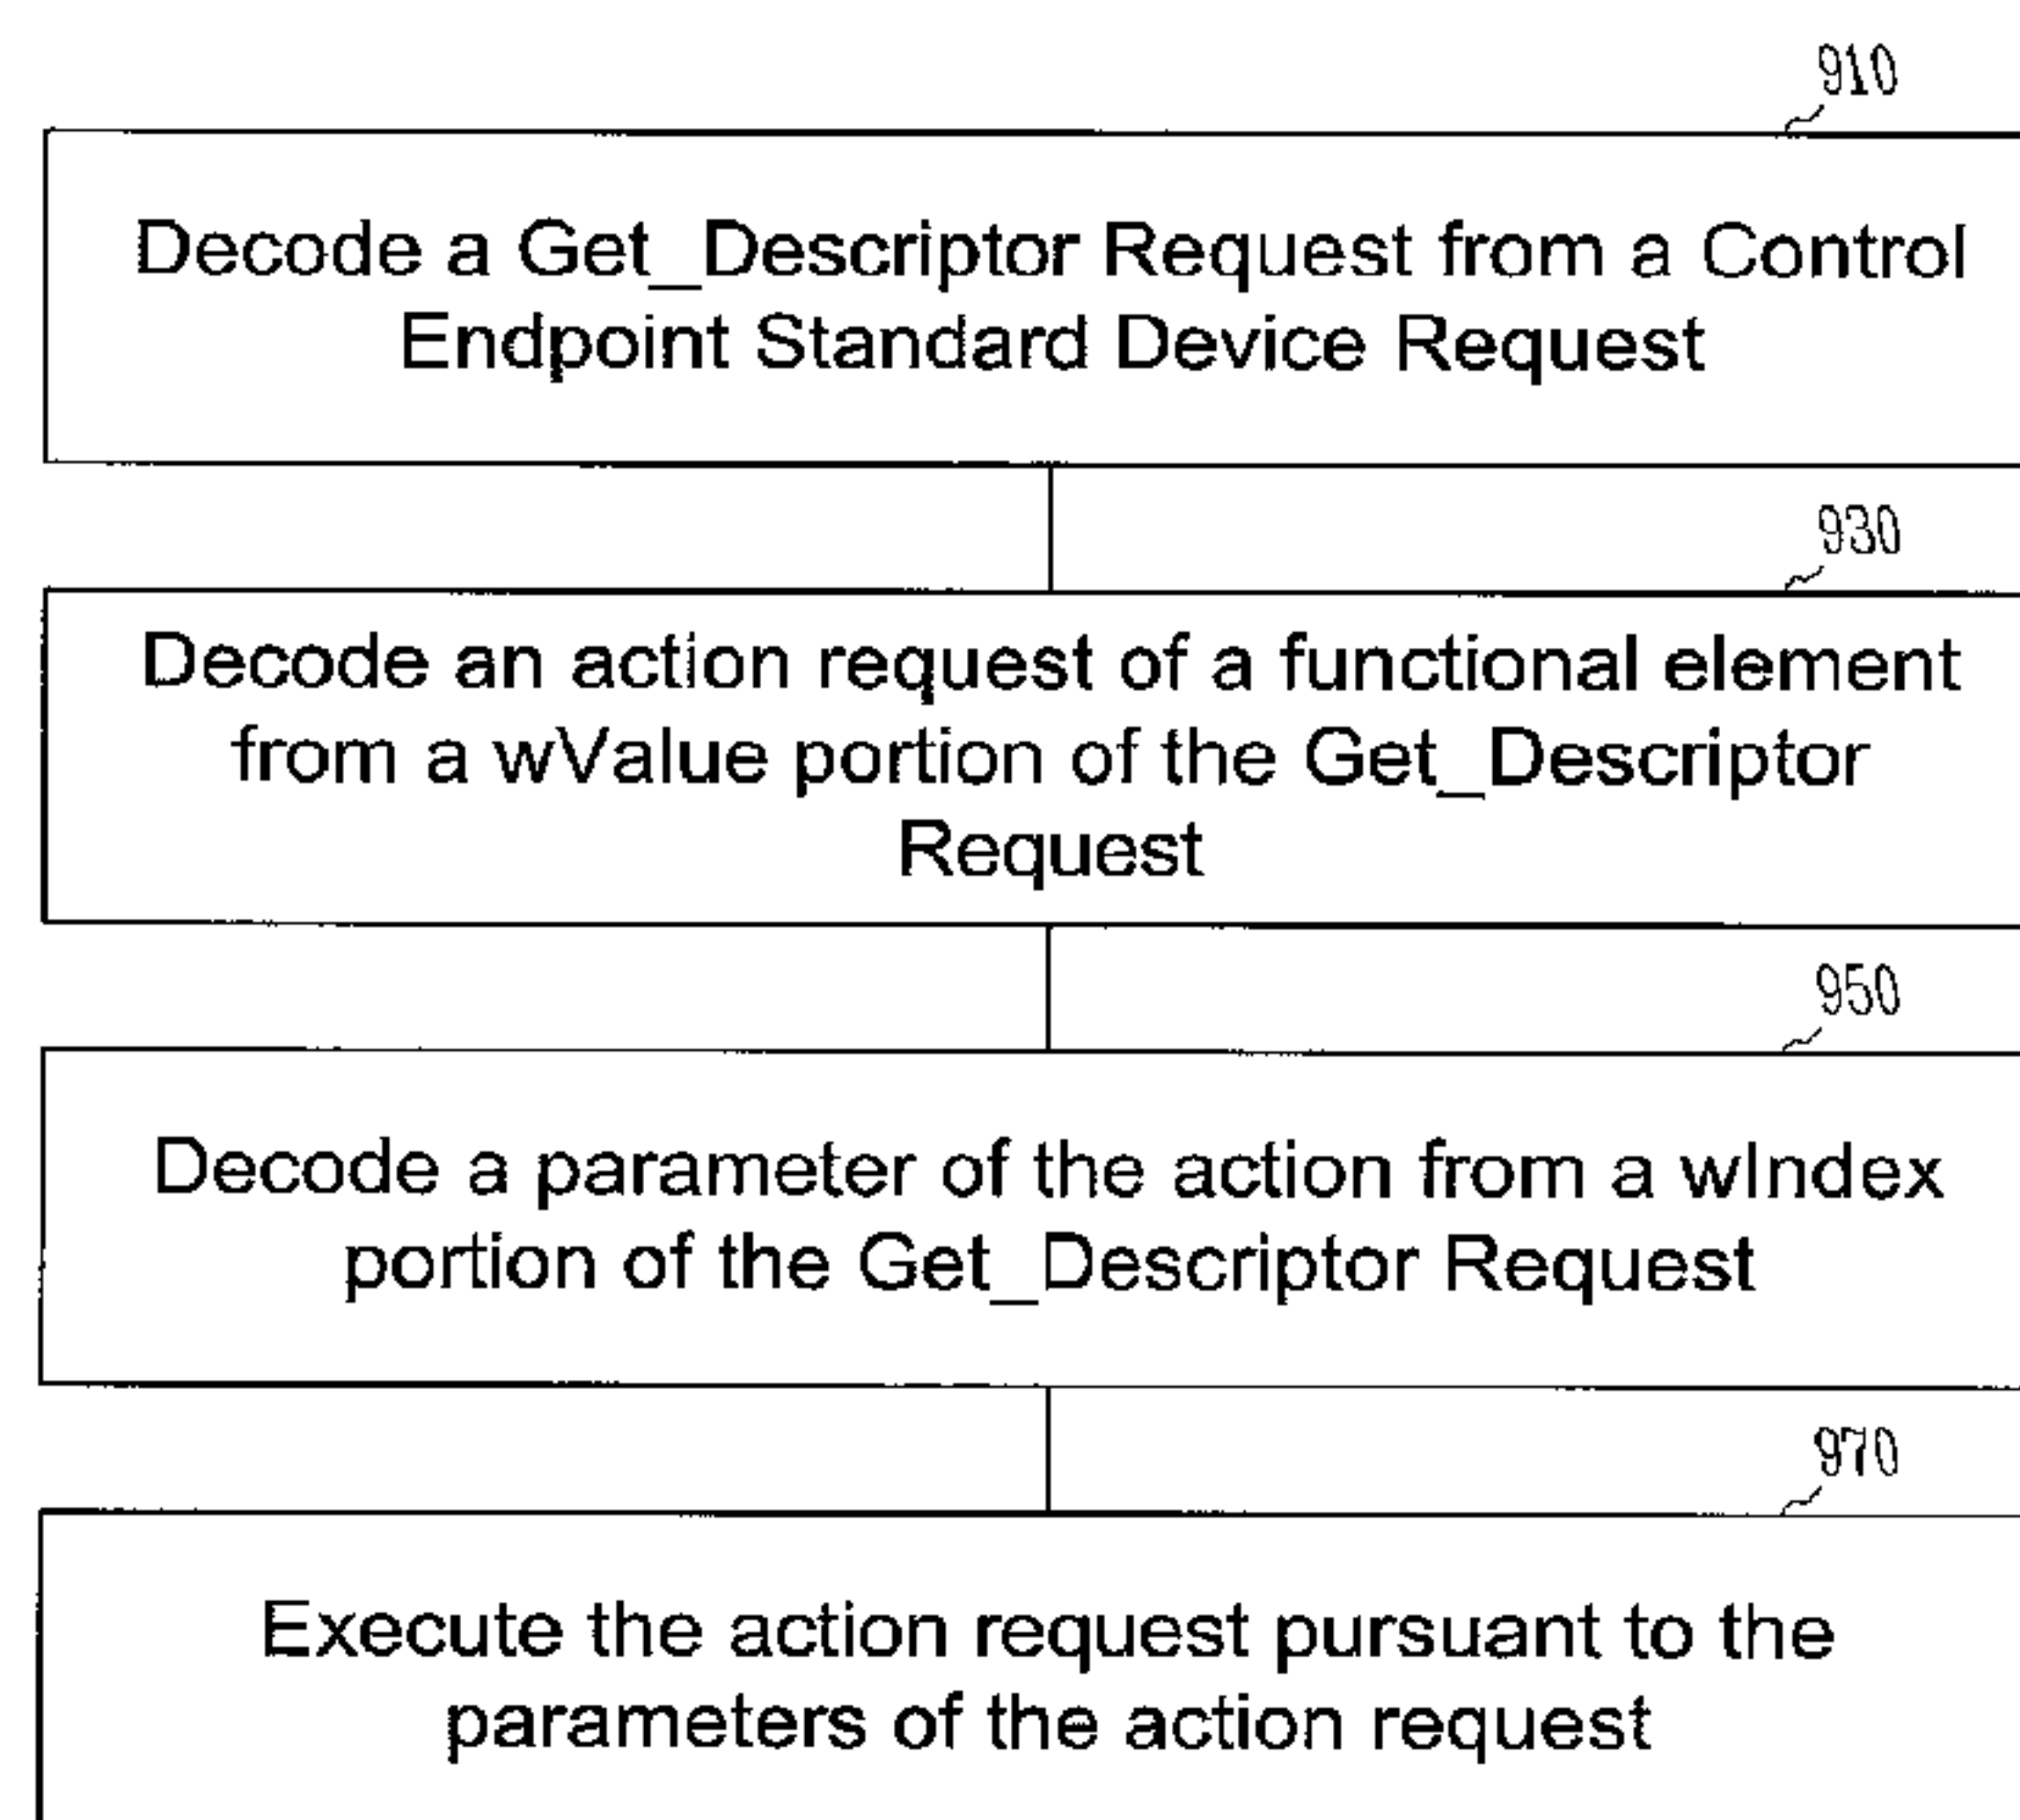 910
Decode a Get_Descriptor Request from a Control
Endpoint Standard Device Request
930
Decode an action request of a functional element
from a wValue portion of the Get_Descriptor
Request
950
Decode a parameter of the action from a wIndex
portion of the Get_Descriptor Request
970
Execute the action request pursuant to the
parameters of the action request